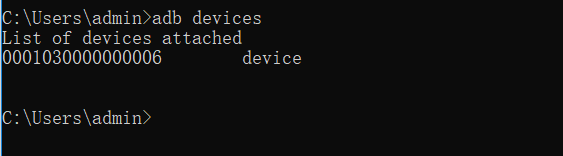 C:\Users\admin>adb devices
List of devices attached
0001030000000006        device
C:\Users\admin>